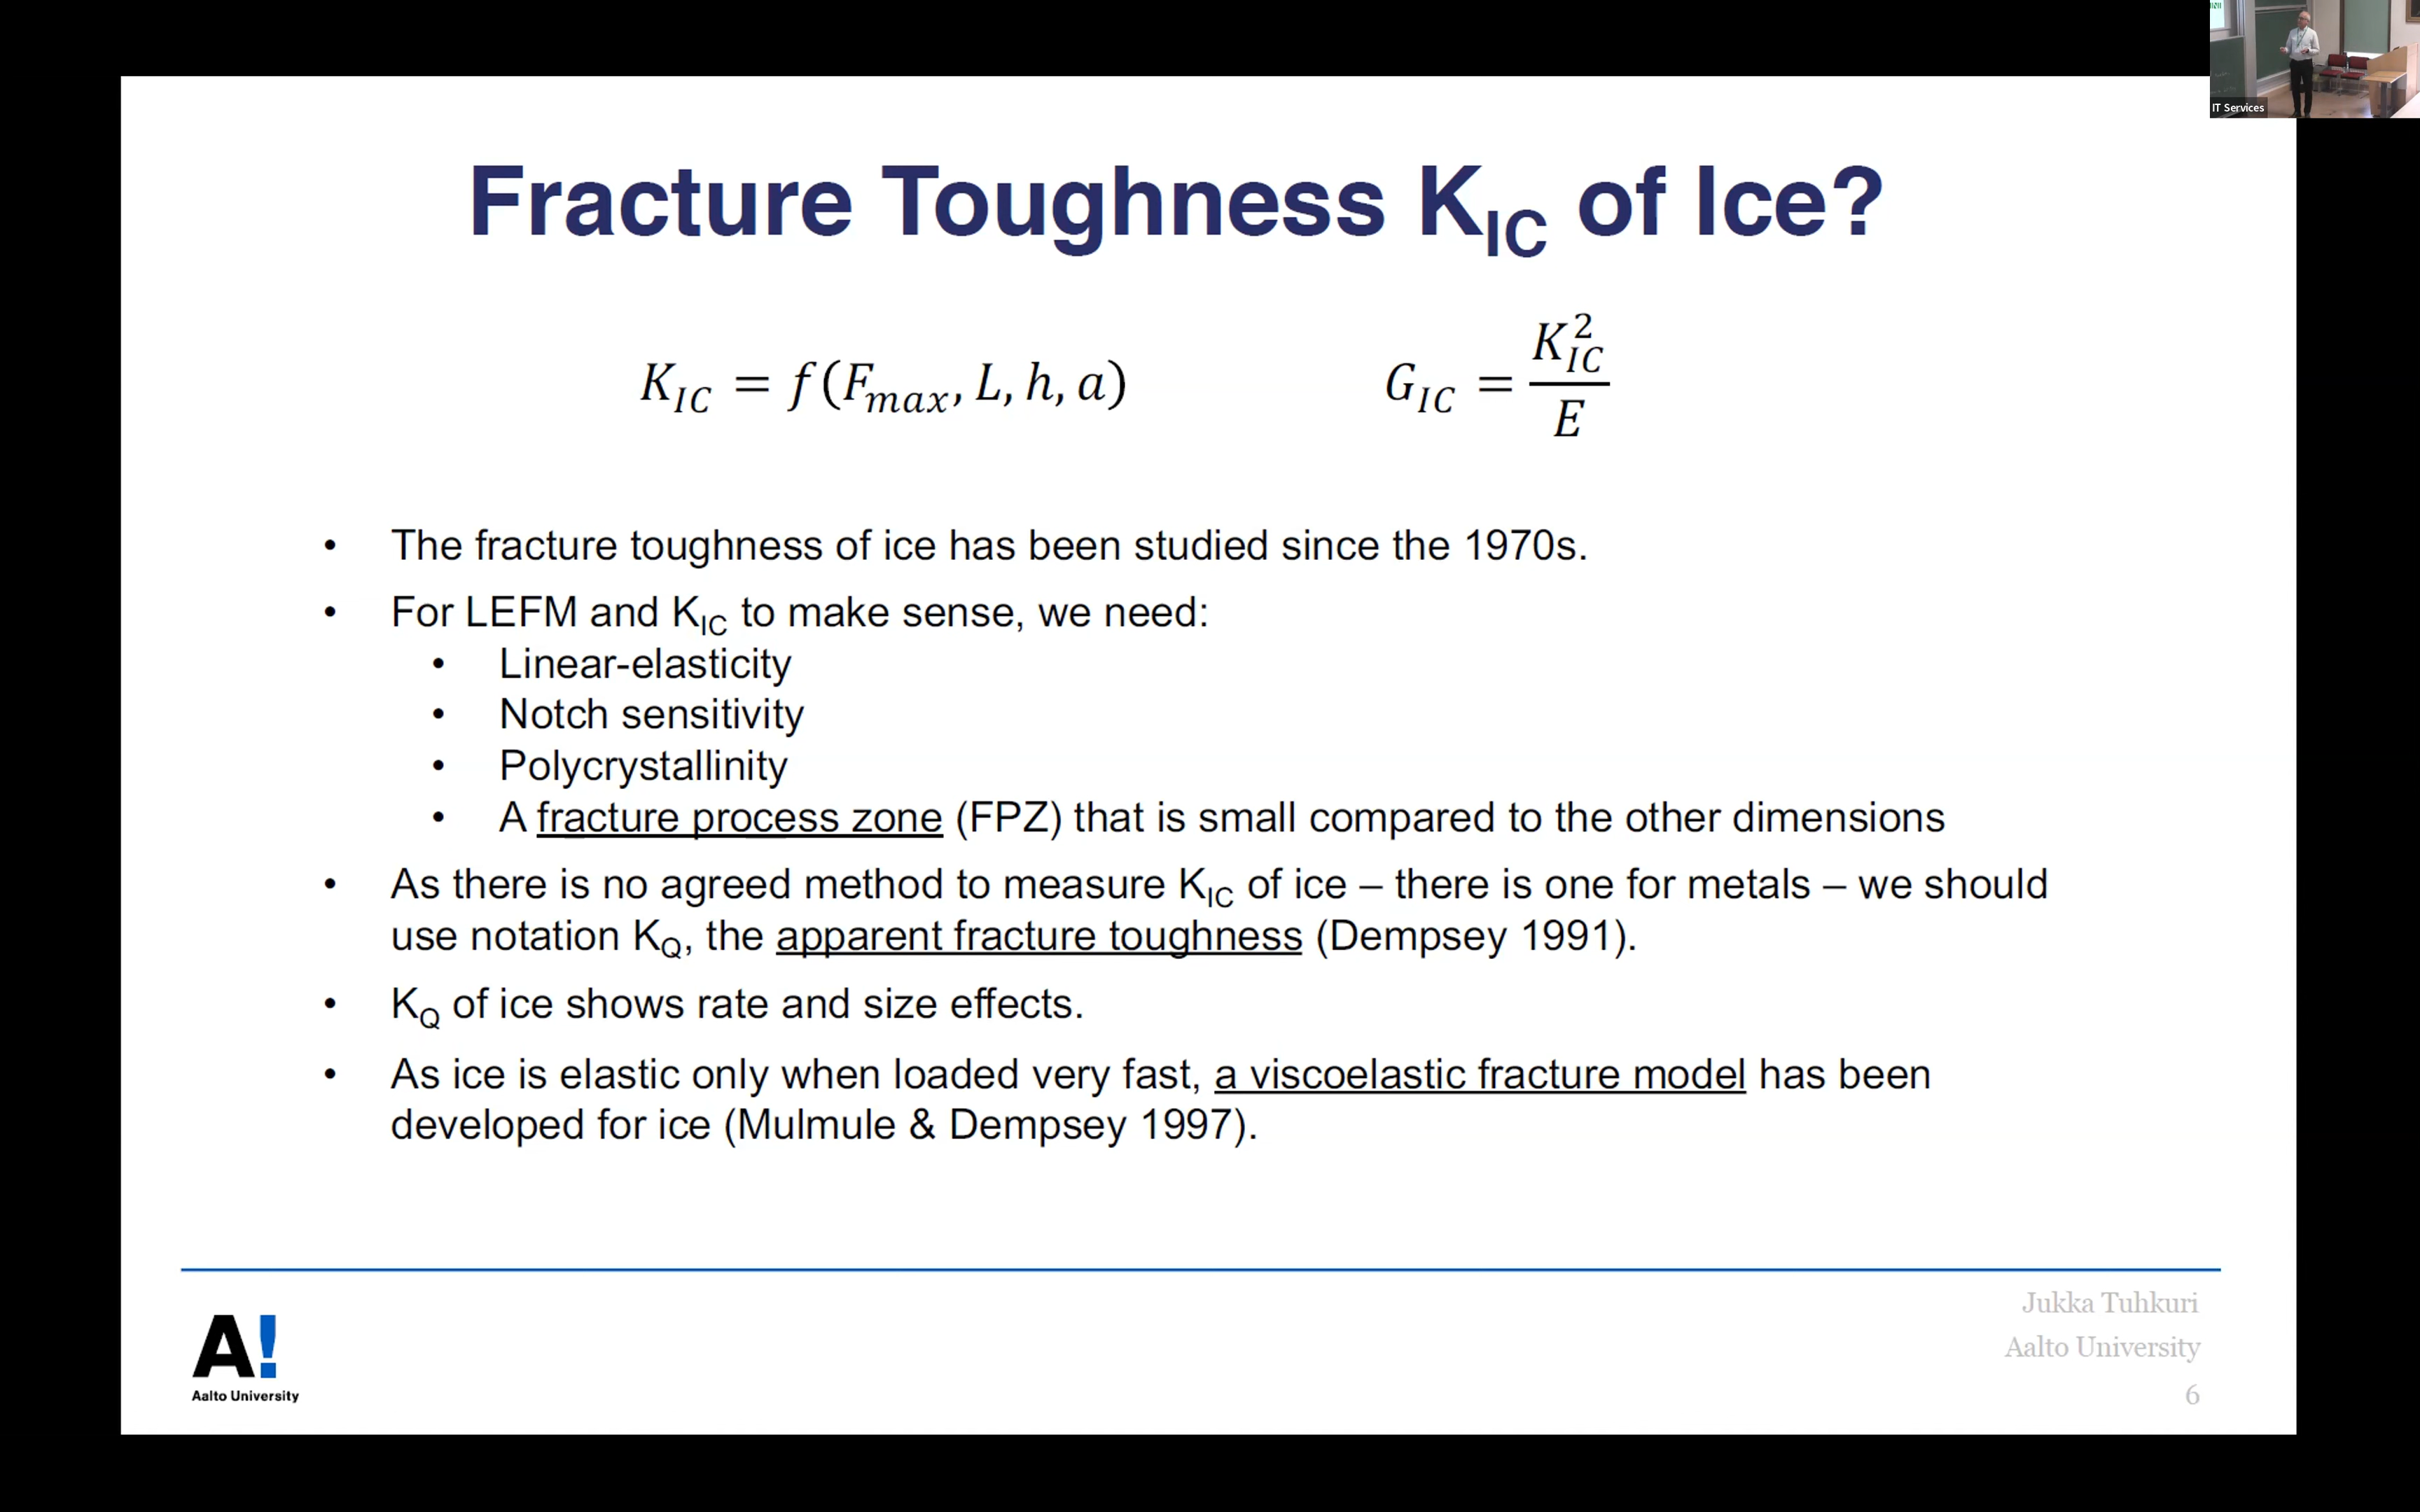 IT Services
Fracture Toughness K_IC of Ice?
K_IC = f(F_max, L, h, a)
G_IC = K_IC^2 / E
• The fracture toughness of ice has been studied since the 1970s.
• For LEFM and K_IC to make sense, we need:
• Linear-elasticity
• Notch sensitivity
• Polycrystallinity
• A fracture process zone (FPZ) that is small compared to the other dimensions
• As there is no agreed method to measure K_IC of ice – there is one for metals – we should
use notation K_Q, the apparent fracture toughness (Dempsey 1991).
• K_Q of ice shows rate and size effects.
• As ice is elastic only when loaded very fast, a viscoelastic fracture model has been
developed for ice (Mulmule & Dempsey 1997).
A!
Aalto University
Jukka Tuhkuri
Aalto University
6